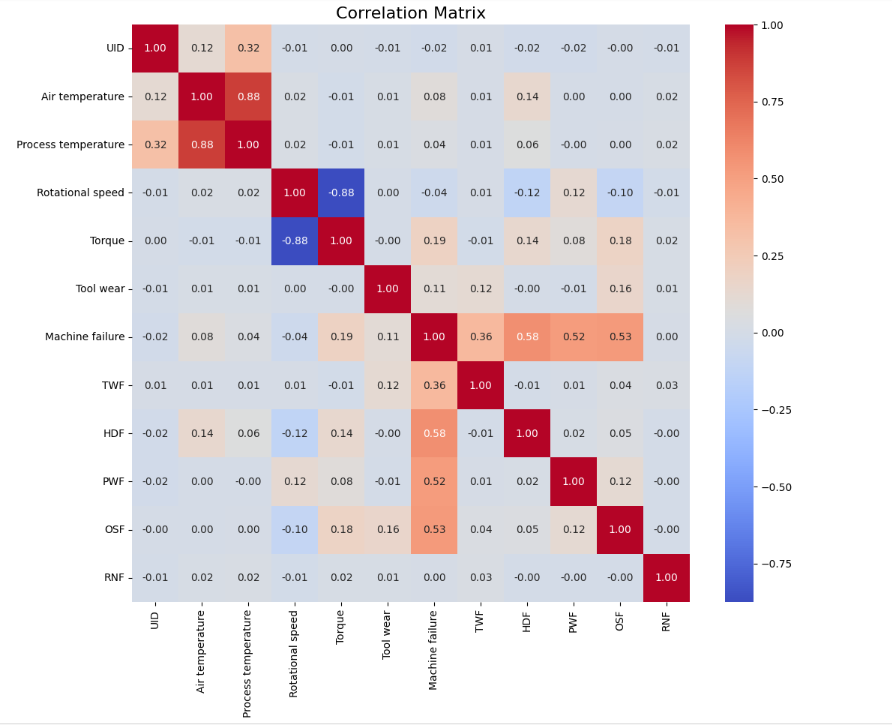 Correlation Matrix
UID 1.00 0.12 0.32 -0.01 0.00 -0.01 -0.02 0.01 -0.02 -0.02 -0.00 -0.01
Air temperature 0.12 1.00 0.88 0.02 -0.01 0.01 0.08 0.01 0.14 0.00 0.00 0.02
Process temperature 0.32 0.88 1.00 0.02 -0.01 0.01 0.04 0.01 0.06 -0.00 0.00 0.02
Rotational speed -0.01 0.02 0.02 1.00 -0.88 0.00 -0.04 0.01 -0.12 0.12 -0.10 -0.01
Torque 0.00 -0.01 -0.01 -0.88 1.00 -0.00 0.19 -0.01 0.14 0.08 0.18 0.02
Tool wear -0.01 0.01 0.01 0.00 -0.00 1.00 0.11 0.12 -0.00 -0.01 0.16 0.01
Machine failure -0.02 0.08 0.04 -0.04 0.19 0.11 1.00 0.36 0.58 0.52 0.53 0.00
TWF 0.01 0.01 0.01 0.01 -0.01 0.12 0.36 1.00 -0.01 0.01 0.04 0.03
HDF -0.02 0.14 0.06 -0.12 0.14 -0.00 0.58 -0.01 1.00 0.02 0.05 -0.00
PWF -0.02 0.00 -0.00 0.12 0.08 -0.01 0.52 0.01 0.02 1.00 0.12 -0.00
OSF -0.00 0.00 0.00 -0.10 0.18 0.16 0.53 0.04 0.05 0.12 1.00 -0.00
RNF -0.01 0.02 0.02 -0.01 0.02 0.01 0.00 0.03 -0.00 -0.00 -0.00 1.00
UID
Air temperature
Process temperature
Rotational speed
Torque
Tool wear
Machine failure
TWF
HDF
PWF
OSF
RNF
1.00
0.75
0.50
0.25
0.00
−0.25
−0.50
−0.75